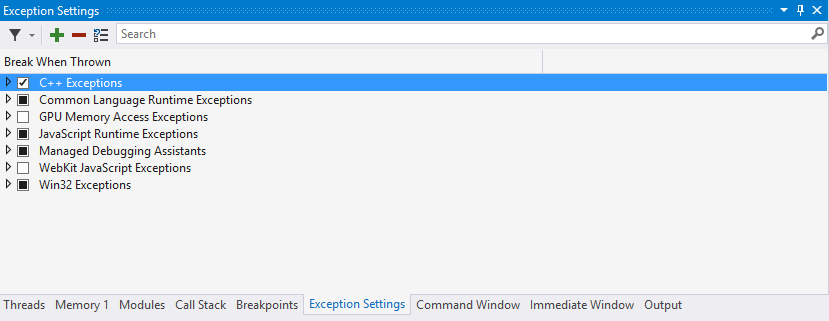 Exception Settings
Search
Break When Thrown
C++ Exceptions
Common Language Runtime Exceptions
GPU Memory Access Exceptions
JavaScript Runtime Exceptions
Managed Debugging Assistants
WebKit JavaScript Exceptions
Win32 Exceptions
Threads Memory 1 Modules Call Stack Breakpoints Exception Settings Command Window Immediate Window Output